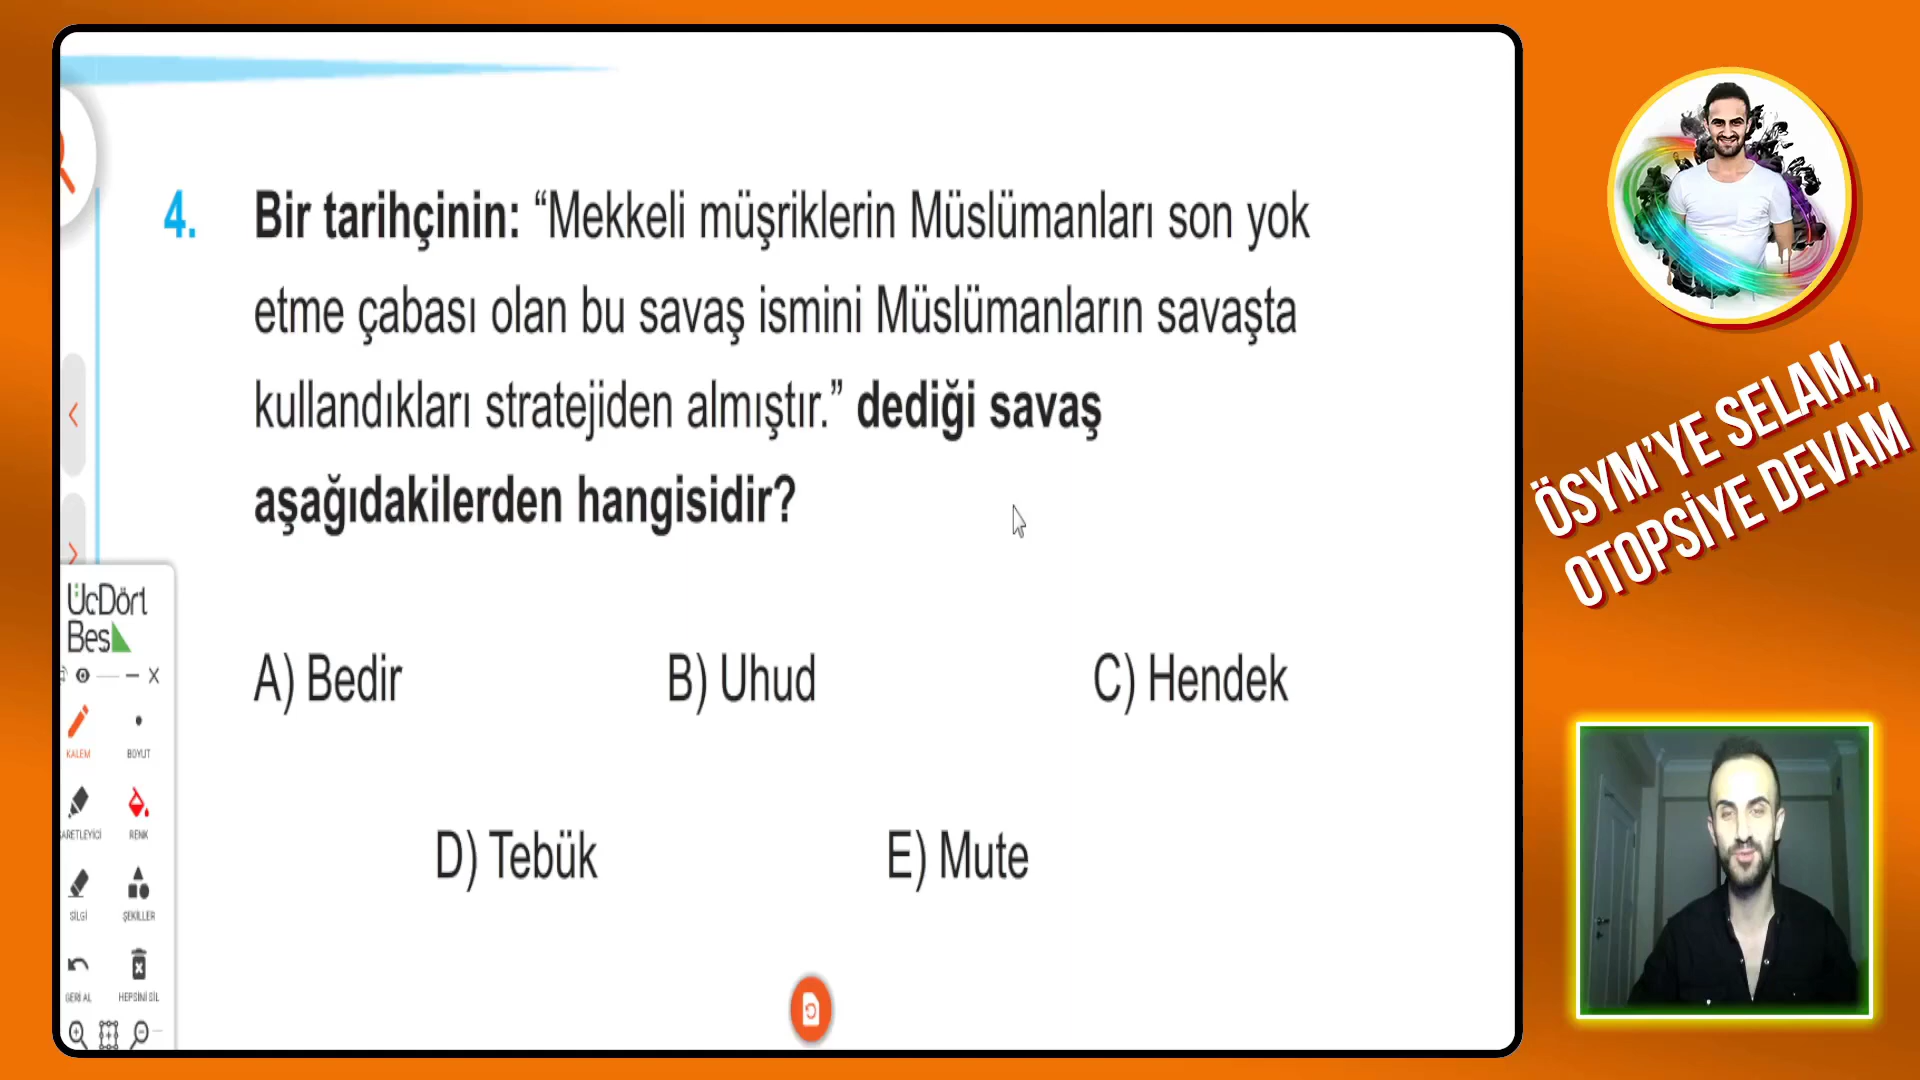 4. Bir tarihçinin: “Mekkeli müşriklerin Müslümanları son yok
etme çabası olan bu savaş ismini Müslümanların savaşta
kullandıkları stratejiden almıştır.” dediği savaş
aşağıdakilerden hangisidir?
A) Bedir
B) Uhud
C) Hendek
D) Tebük
E) Mute
ÜçDört
Beş
KALEM
BOYUT
ARETLEYİCİ
RENK
SİLGİ
ŞEKİLLER
GERİ AL
HEPSİNİ SİL
ÖSYM'YE SELAM,
OTOPSİYE DEVAM